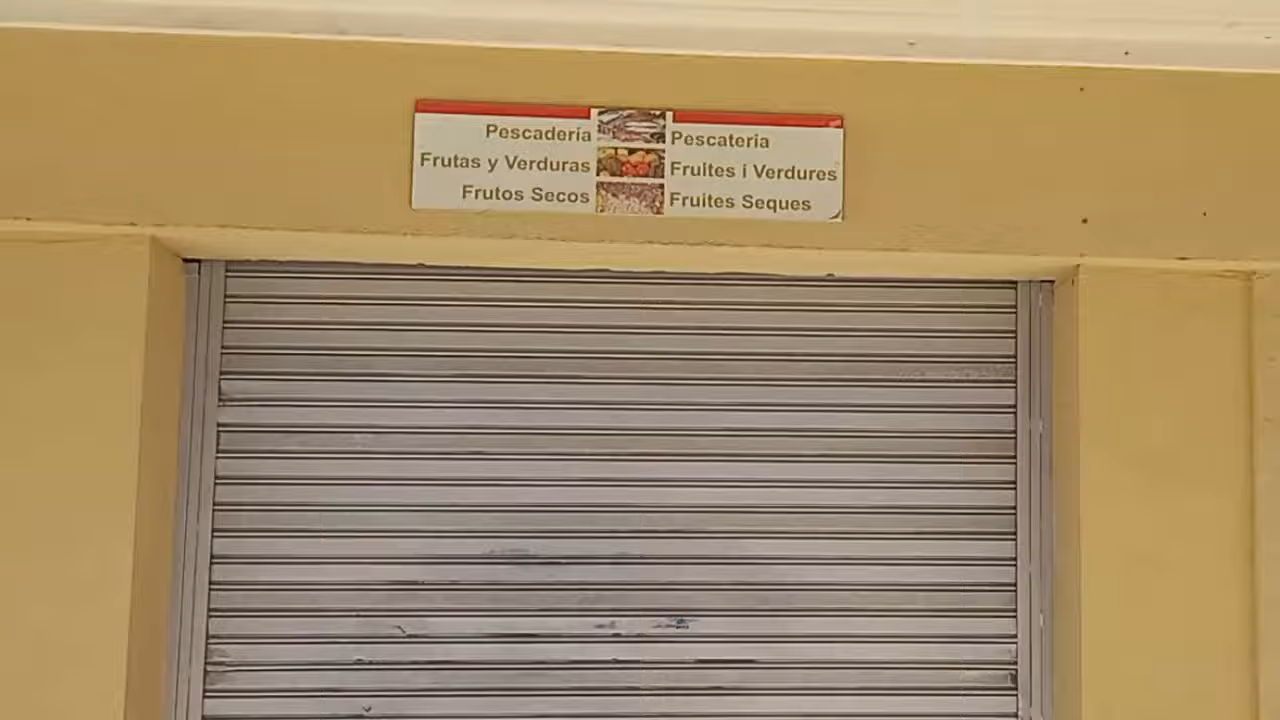 Pescadería
Frutas y Verduras
Frutos Secos
Pescateria
Fruites i Verdures
Fruites Seques